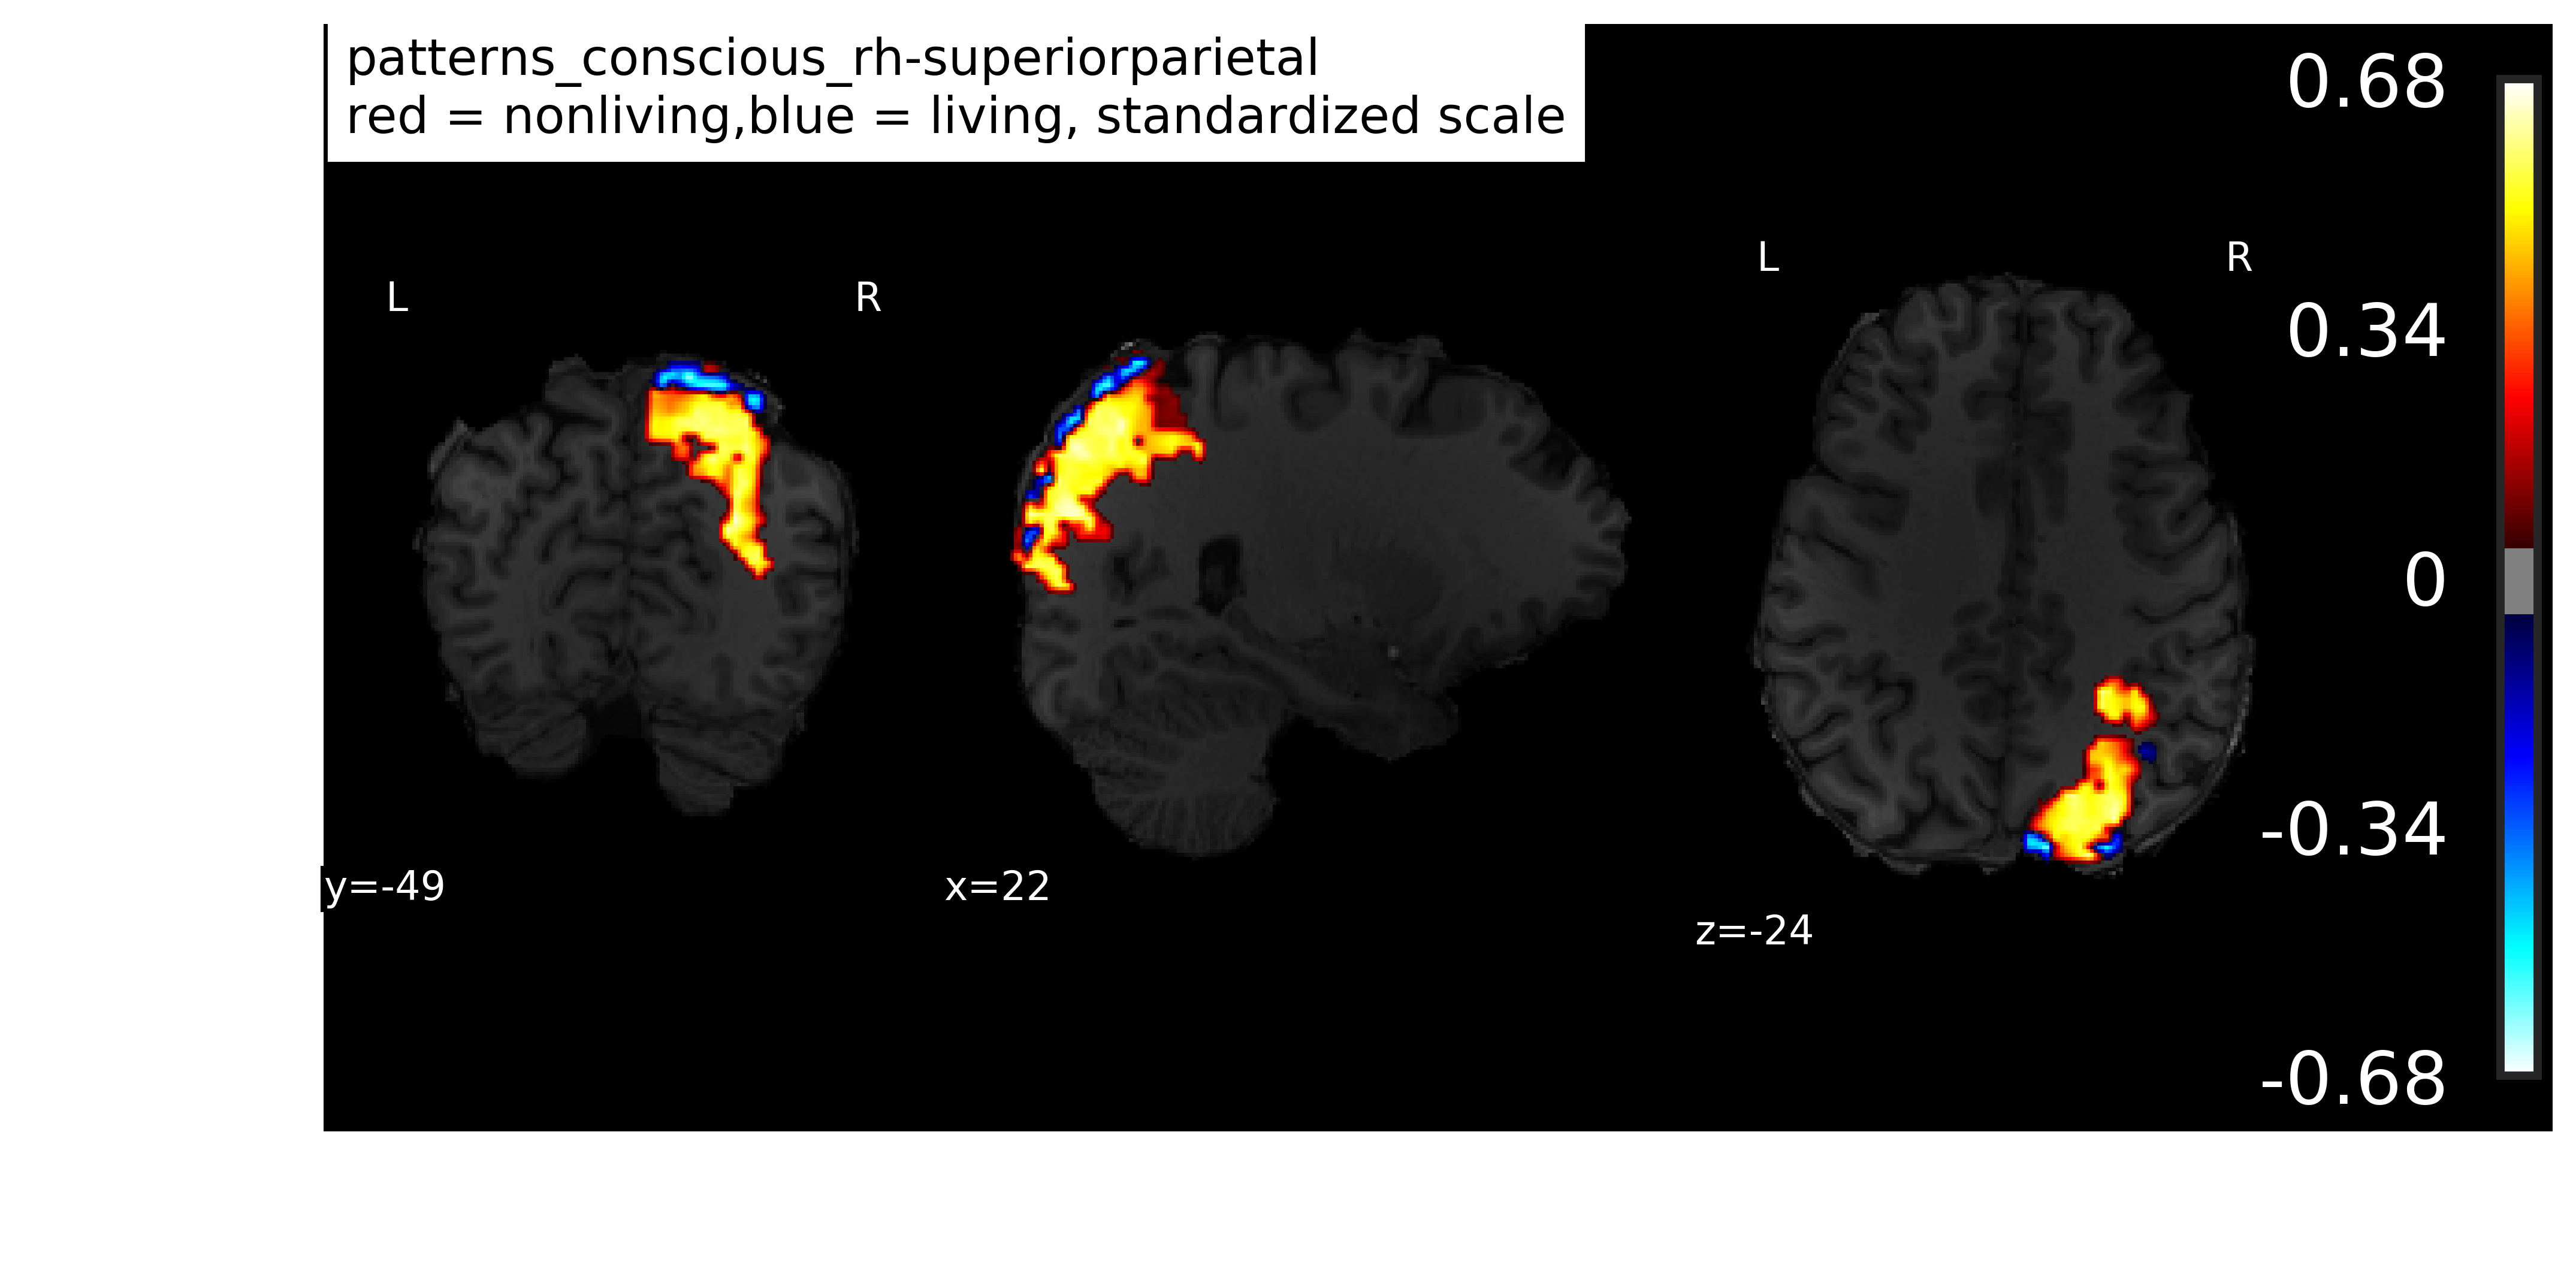 patterns_conscious_rh-superiorparietal
red = nonliving,blue = living, standardized scale
L R
L R
y=-49
x=22
z=-24
0.68
0.34
0
-0.34
-0.68